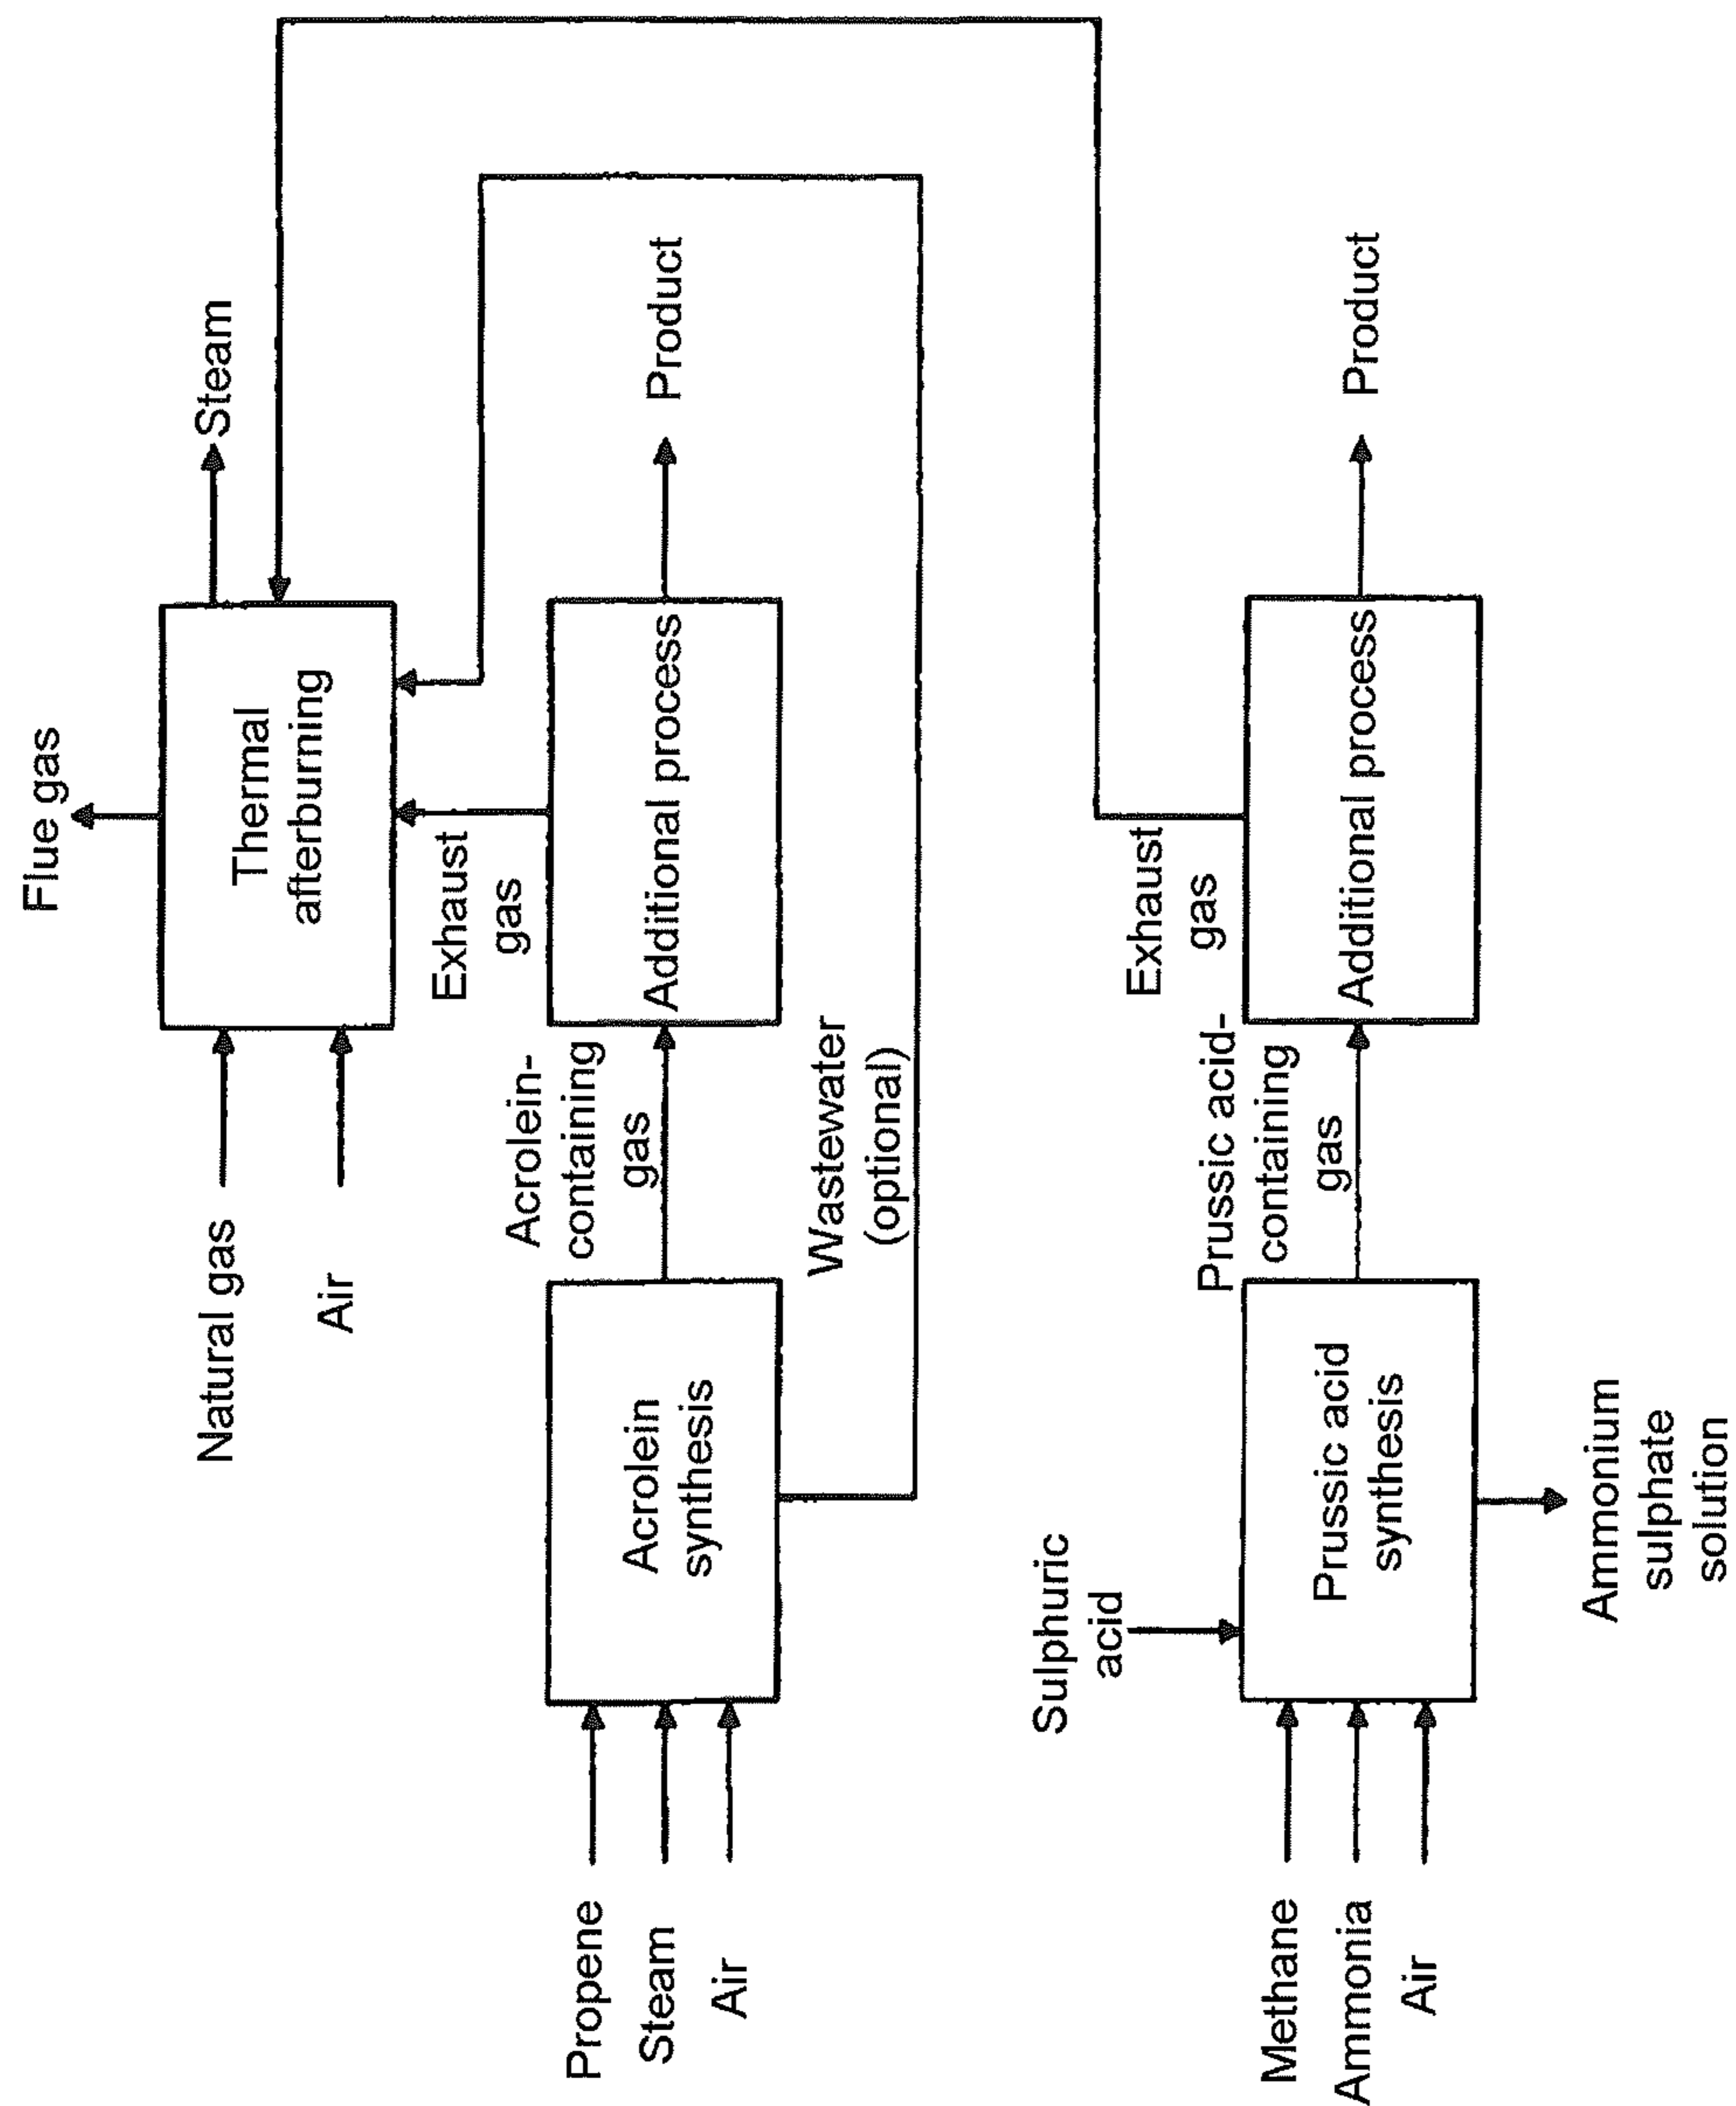 Flue gas
Thermal
afterburning
Steam
Natural gas
Air
Exhaust
gas
Acrolein-
containing
gas
Additional process
Product
Acrolein
synthesis
Propene
Steam
Air
Wastewater
(optional)
Sulphuric
acid
Exhaust
gas
Prussic acid-
containing
gas
Additional process
Product
Prussic acid
synthesis
Methane
Ammonia
Air
Ammonium
sulphate
solution